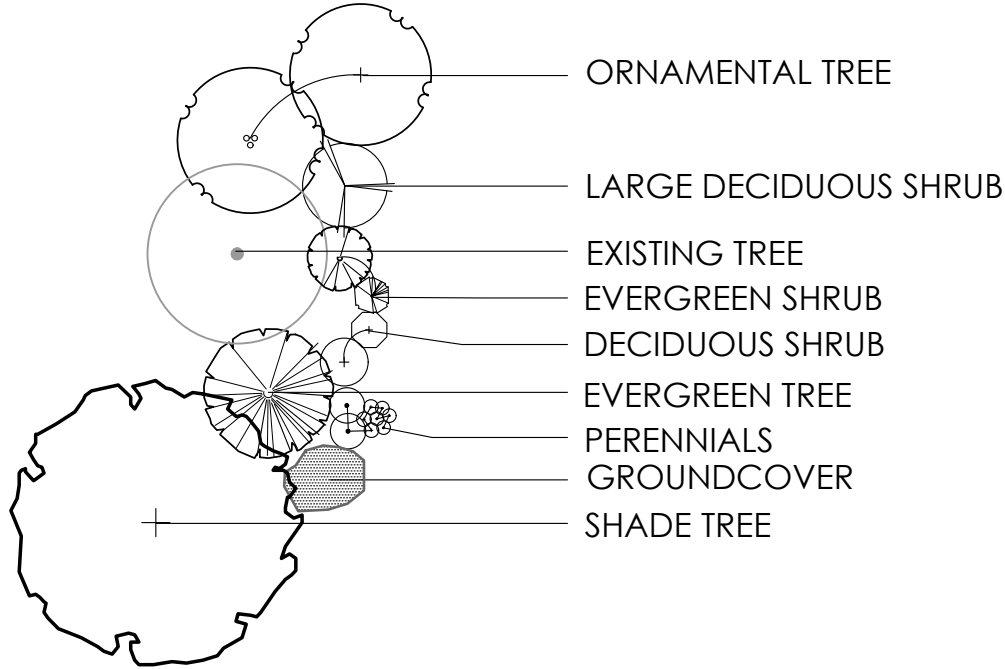 ORNAMENTAL TREE
LARGE DECIDUOUS SHRUB
EXISTING TREE
EVERGREEN SHRUB
DECIDUOUS SHRUB
EVERGREEN TREE
PERENNIALS
GROUNDCOVER
SHADE TREE